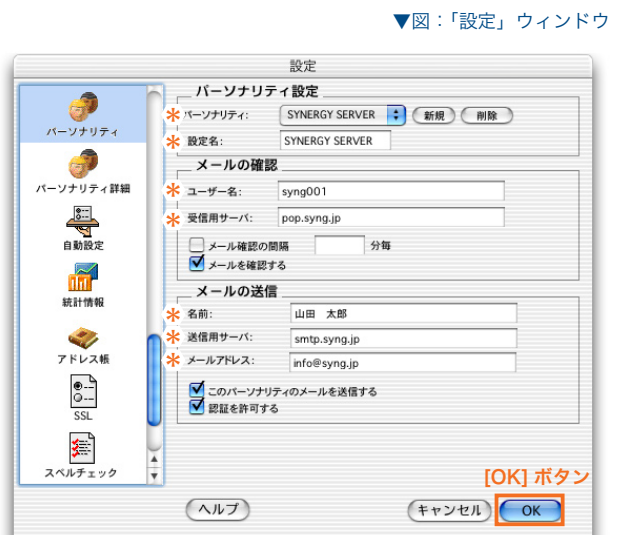 ▼図：「設定」ウィンドウ
設定
パーソナリティ
パーソナリティ詳細
自動設定
統計情報
アドレス帳
SSL
スペルチェック
パーソナリティ設定
＊パーソナリティ： SYNERGY SERVER 新規 削除
＊設定名： SYNERGY SERVER
メールの確認
＊ユーザー名： syng001
＊受信用サーバ： pop.syng.jp
メール確認の間隔 分毎
メールを確認する
メールの送信
＊名前： 山田　太郎
＊送信用サーバ： smtp.syng.jp
＊メールアドレス： info@syng.jp
このパーソナリティのメールを送信する
認証を許可する
[OK] ボタン
ヘルプ キャンセル OK